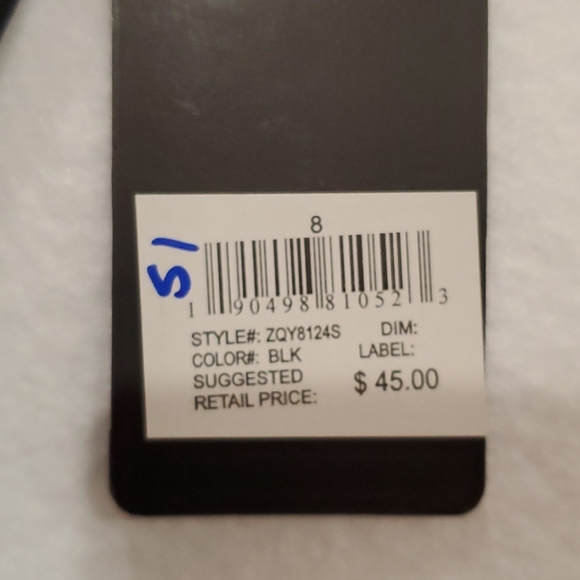 8
51
1 90498 81052 3
STYLE#: ZQY8124S DIM:
COLOR#: BLK LABEL:
SUGGESTED
RETAIL PRICE: $ 45.00